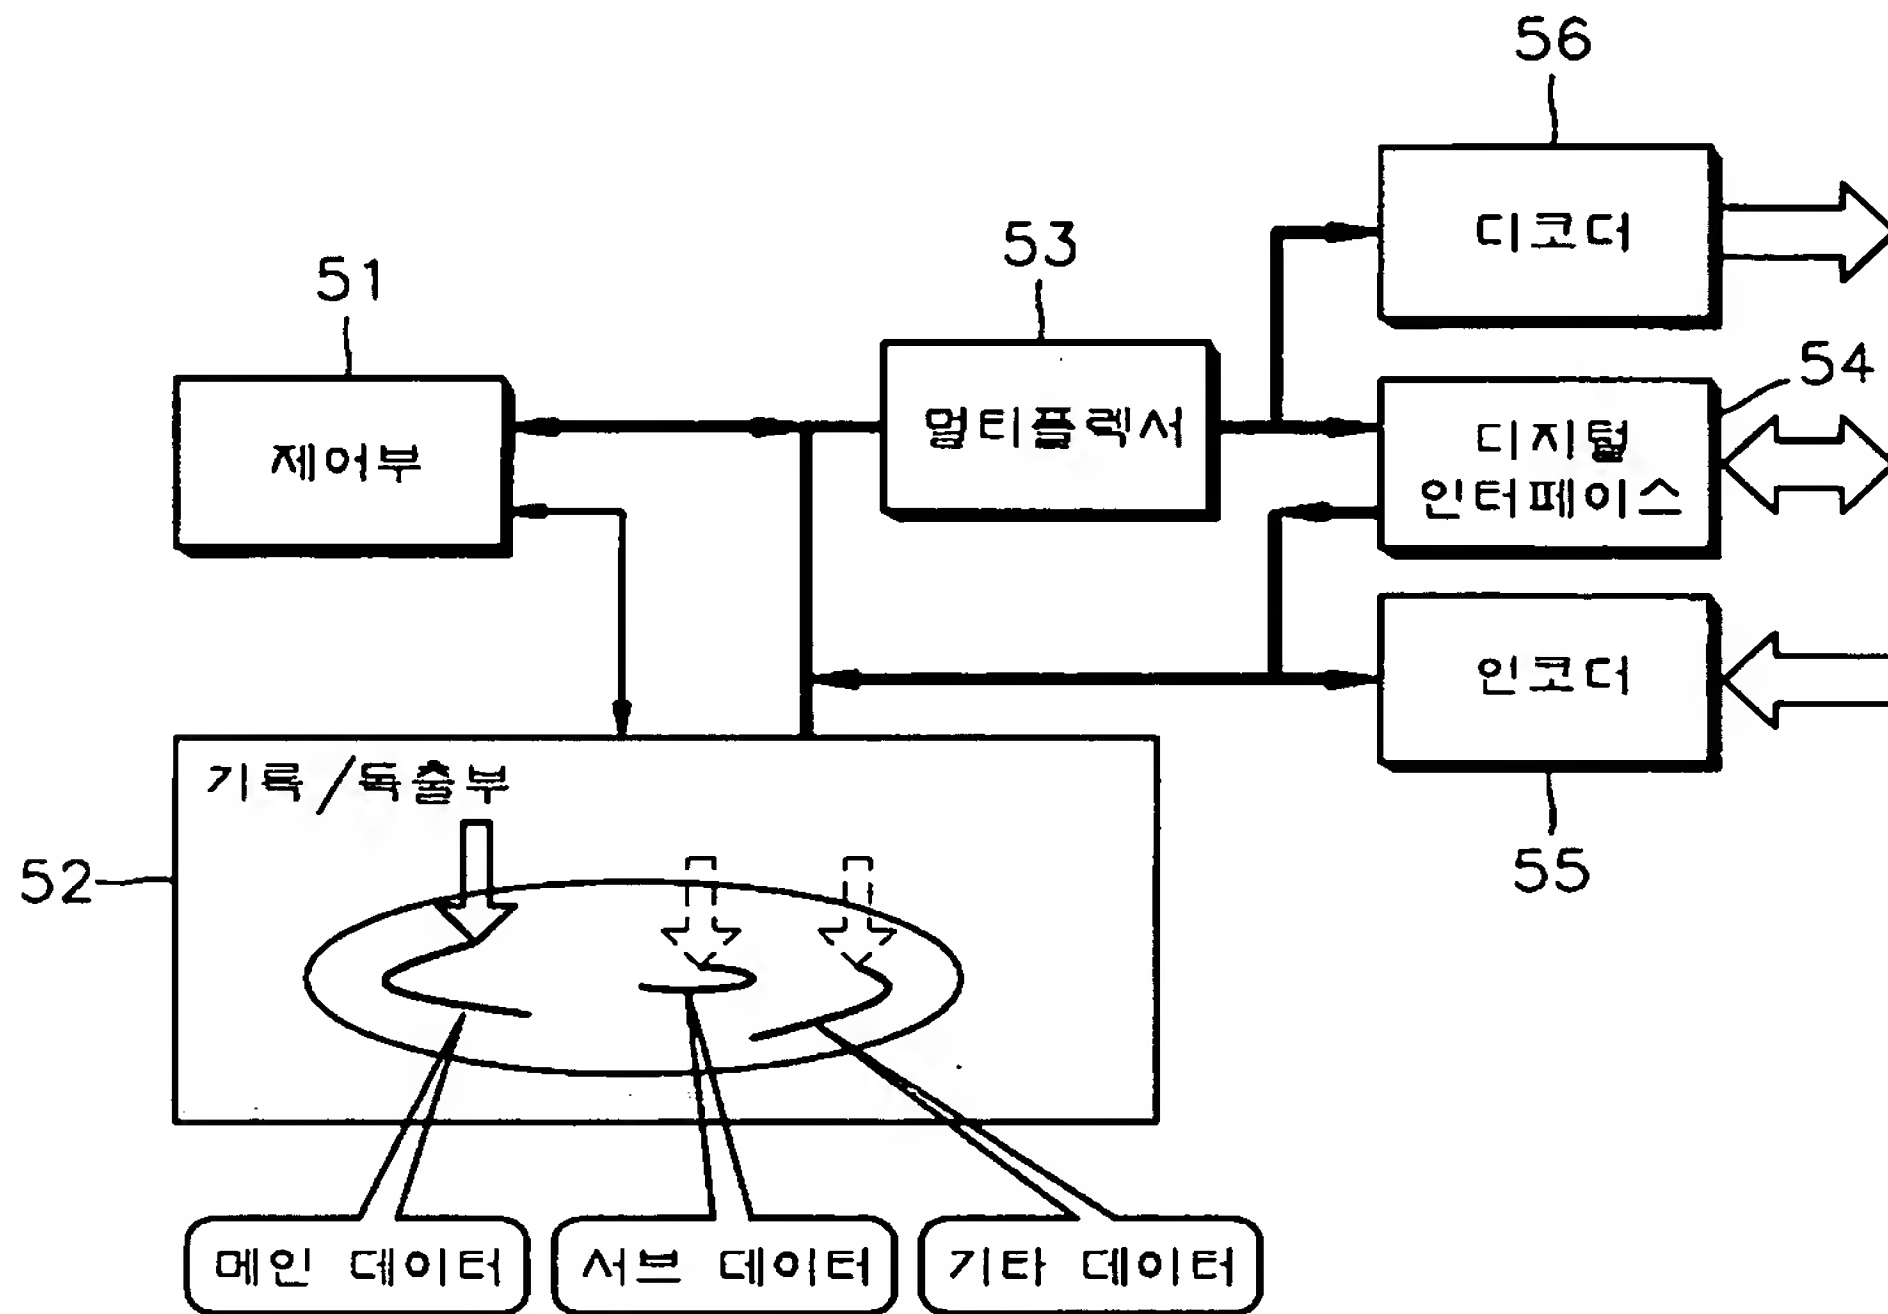 56
디코더
53
51
54
멀티플렉서
제어부
디지털
인터페이스
인코더
기록/독출부
52
55
메인 데이터
서브 데이터
기타 데이터